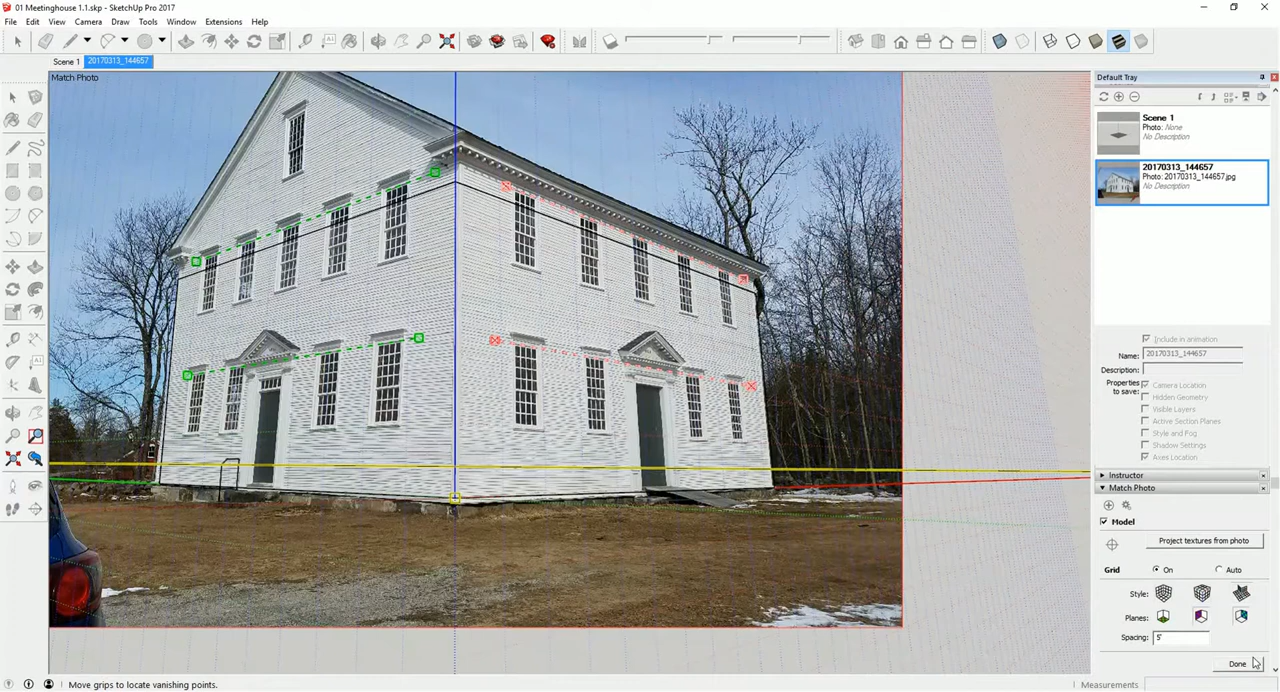 01 Meetinghouse 1.1.skp - SketchUp Pro 2017
File Edit View Camera Draw Tools Window Extensions Help
Scene 1 20170313_144657
Match Photo
Default Tray
Scene 1
Photo: None
No Description
20170313_144657
Photo: 20170313_144657.jpg
No Description
Include in animation
Name: 20170313_144657
Description:
Properties to save:
Camera Location
Hidden Geometry
Visible Layers
Active Section Planes
Style and Fog
Shadow Settings
Axes Location
Instructor
Match Photo
Model
Project textures from photo
Grid On Auto
Style:
Planes:
Spacing: 5'
Done
Move grips to locate vanishing points.
Measurements